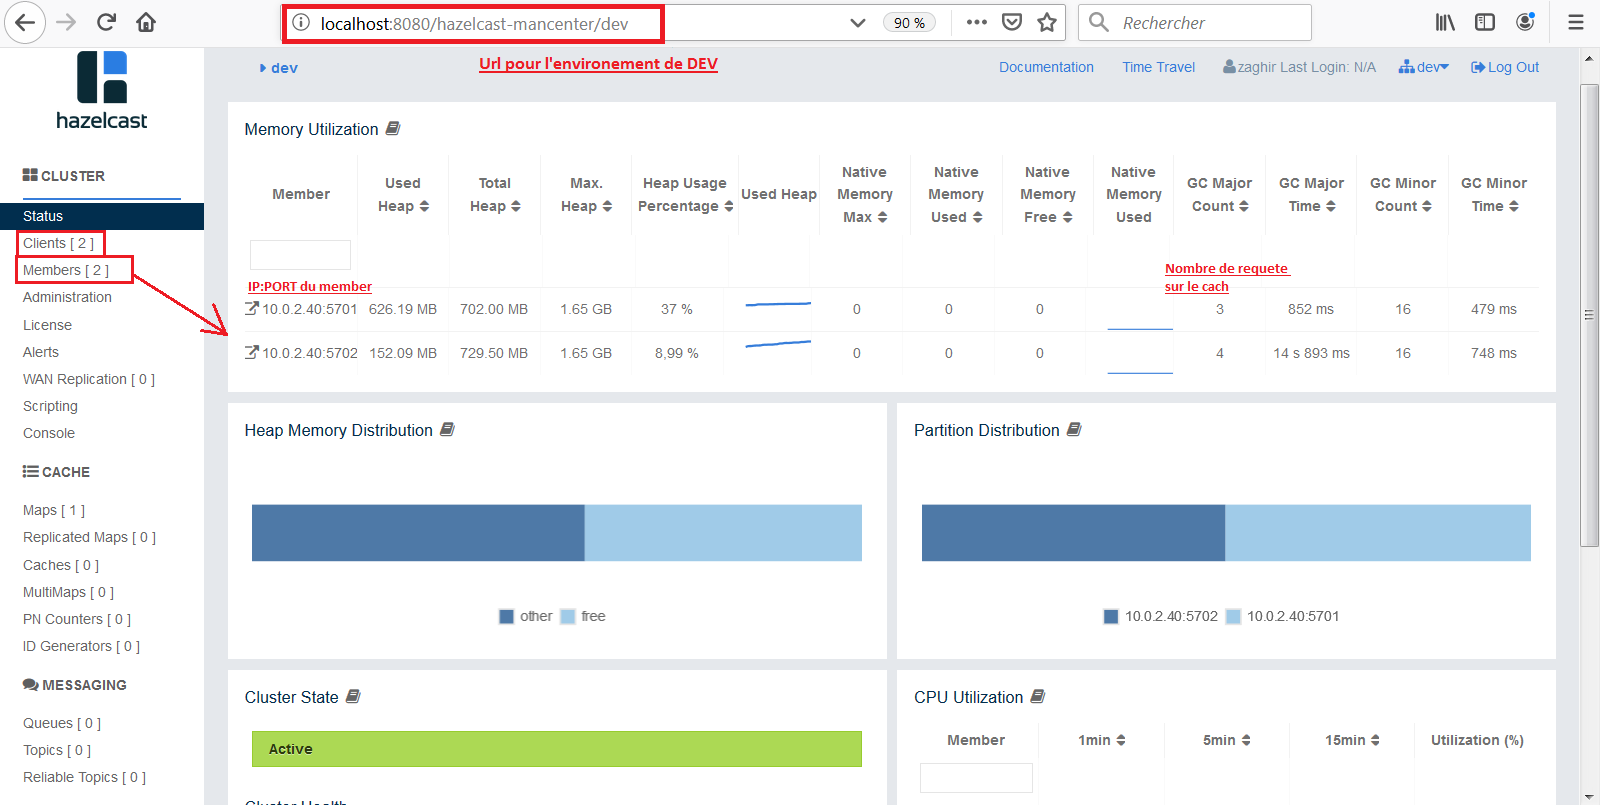 localhost:8080/hazelcast-mancenter/dev
90 %
Rechercher
hazelcast
dev
Url pour l'environement de DEV
Documentation
Time Travel
zaghir Last Login: N/A
dev
Log Out
CLUSTER
Status
Clients [ 2 ]
Members [ 2 ]
Administration
License
Alerts
WAN Replication [ 0 ]
Scripting
Console
CACHE
Maps [ 1 ]
Replicated Maps [ 0 ]
Caches [ 0 ]
MultiMaps [ 0 ]
PN Counters [ 0 ]
ID Generators [ 0 ]
MESSAGING
Queues [ 0 ]
Topics [ 0 ]
Reliable Topics [ 0 ]
Memory Utilization
Member
Used
Heap
Total
Heap
Max.
Heap
Heap Usage
Percentage
Used Heap
Native
Memory
Max
Native
Memory
Used
Native
Memory
Free
Native
Memory
Used
GC Major
Count
GC Major
Time
GC Minor
Count
GC Minor
Time
IP:PORT du member
Nombre de requete
sur le cach
10.0.2.40:5701 626.19 MB 702.00 MB 1.65 GB 37 % 0 0 0 3 852 ms 16 479 ms
10.0.2.40:5702 152.09 MB 729.50 MB 1.65 GB 8,99 % 0 0 0 4 14 s 893 ms 16 748 ms
Heap Memory Distribution
other free
Partition Distribution
10.0.2.40:5702 10.0.2.40:5701
Cluster State
Active
Cluster Health
CPU Utilization
Member 1min 5min 15min Utilization (%)